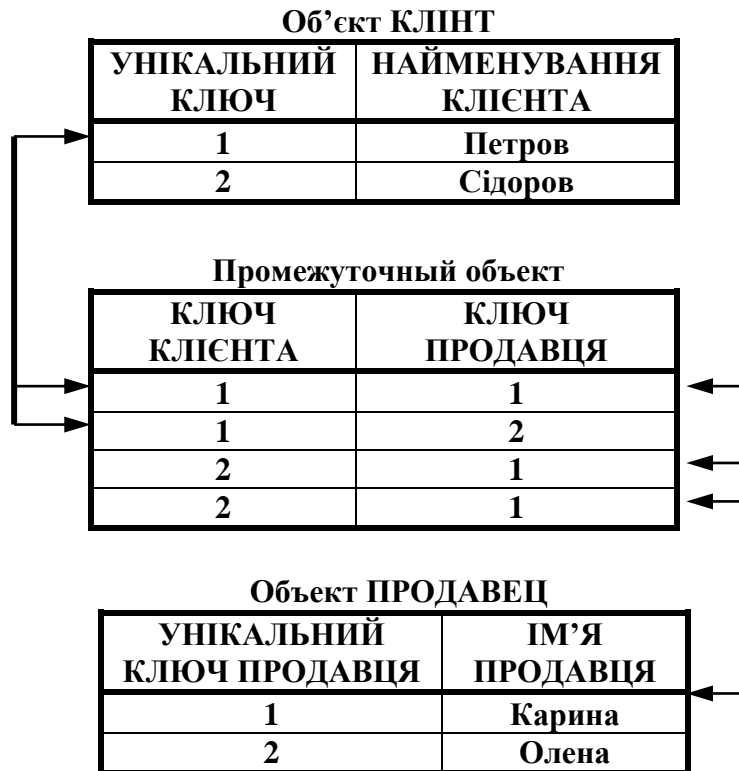 Об’єкт КЛІНТ
УНІКАЛЬНИЙ НАЙМЕНУВАННЯ
КЛЮЧ КЛІЄНТА
1 Петров
2 Сідоров
Промежуточный объект
КЛЮЧ КЛЮЧ
КЛІЄНТА ПРОДАВЦЯ
1 1
1 2
2 1
2 1
Объект ПРОДАВЕЦ
УНІКАЛЬНИЙ ІМ’Я
КЛЮЧ ПРОДАВЦЯ ПРОДАВЦЯ
1 Карина
2 Олена